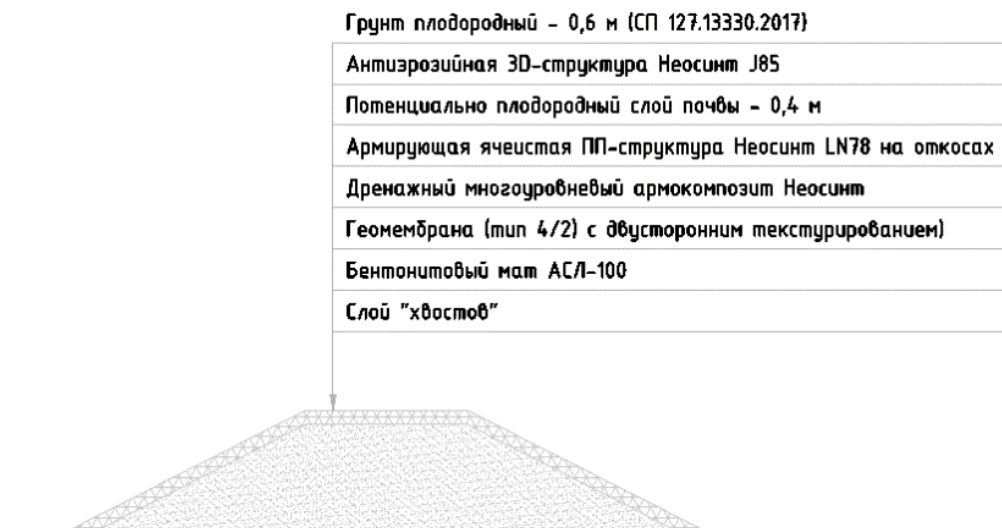 Грунт плодородный - 0,6 м (СП 127.13330.2017)
Антиэрозийная 3D-структура Неосинт J85
Потенциально плодородный слой почвы - 0,4 м
Армирующая ячеистая ПП-структура Неосинт LN78 на откосах
Дренажный многоуровневый армокомпозит Неосинт
Геомембрана (тип 4/2) с двусторонним текстурированием)
Бентонитовый мат АСЛ-100
Слой "хвостов"